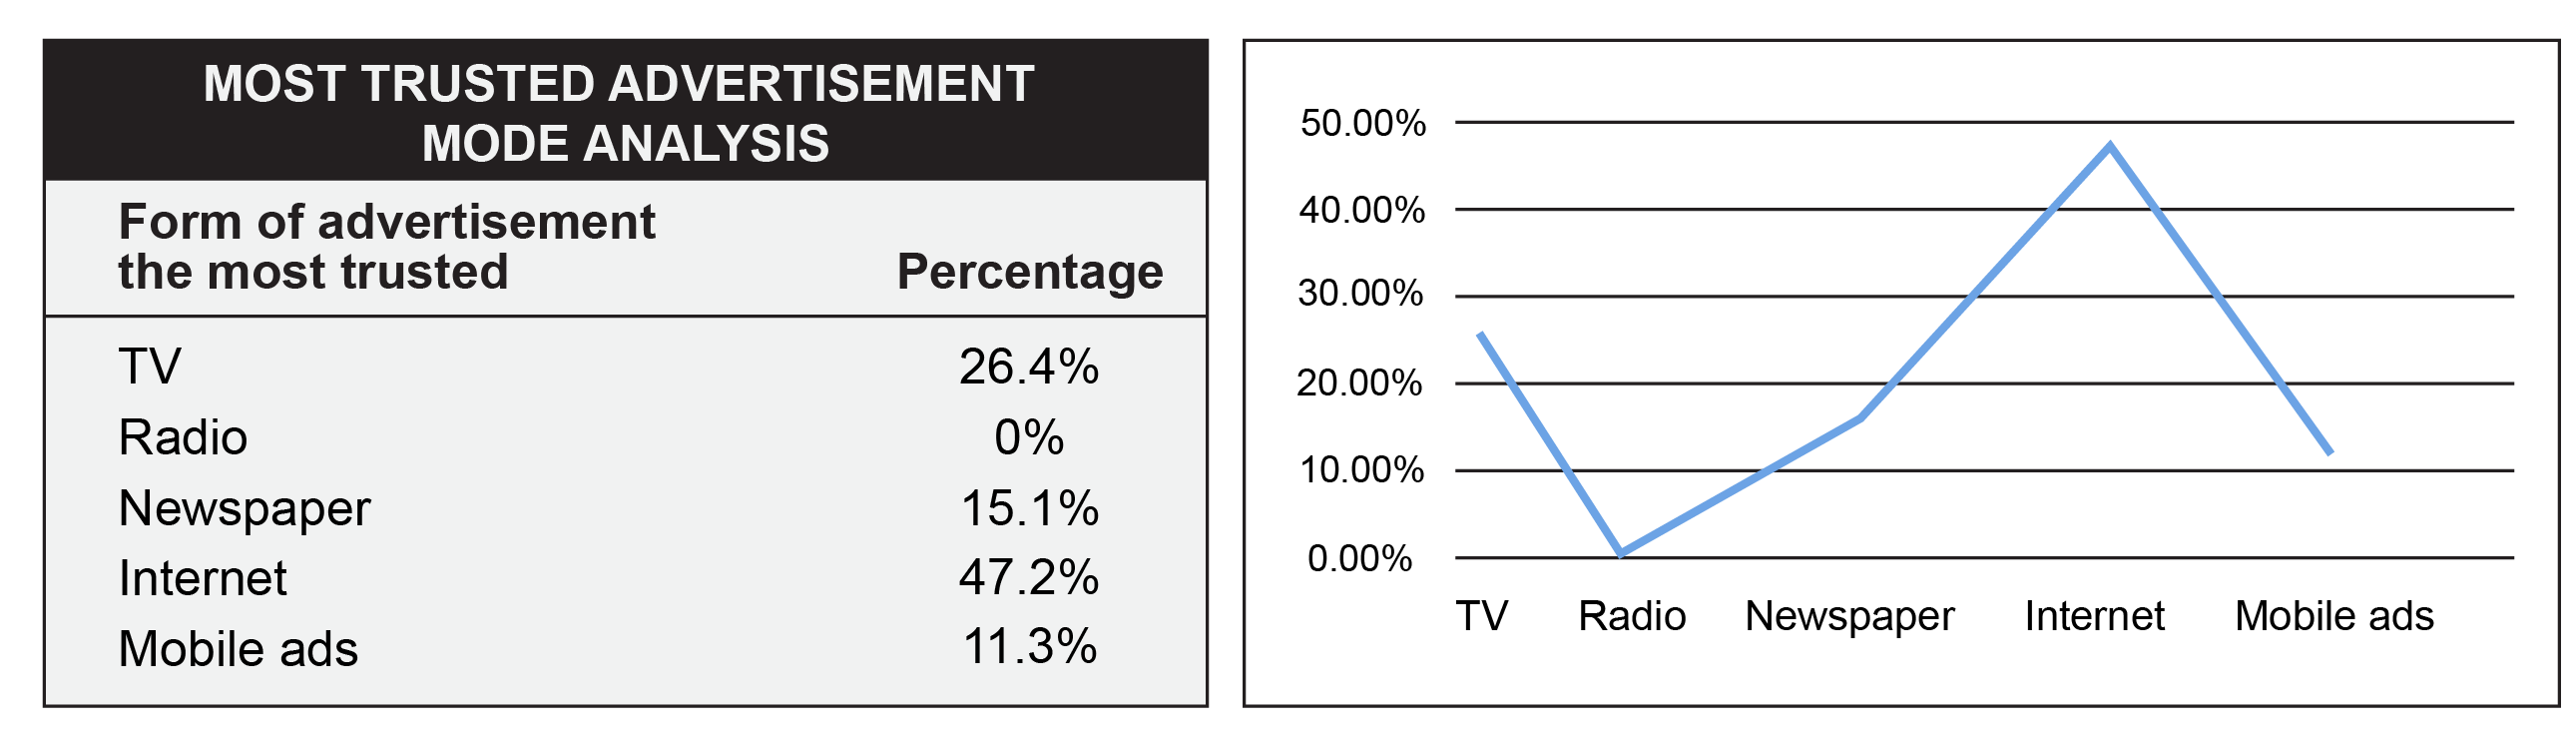 MOST TRUSTED ADVERTISEMENT
MODE ANALYSIS
Form of advertisement
the most trusted Percentage
TV 26.4%
Radio 0%
Newspaper 15.1%
Internet 47.2%
Mobile ads 11.3%
50.00%
40.00%
30.00%
20.00%
10.00%
0.00%
TV Radio Newspaper Internet Mobile ads